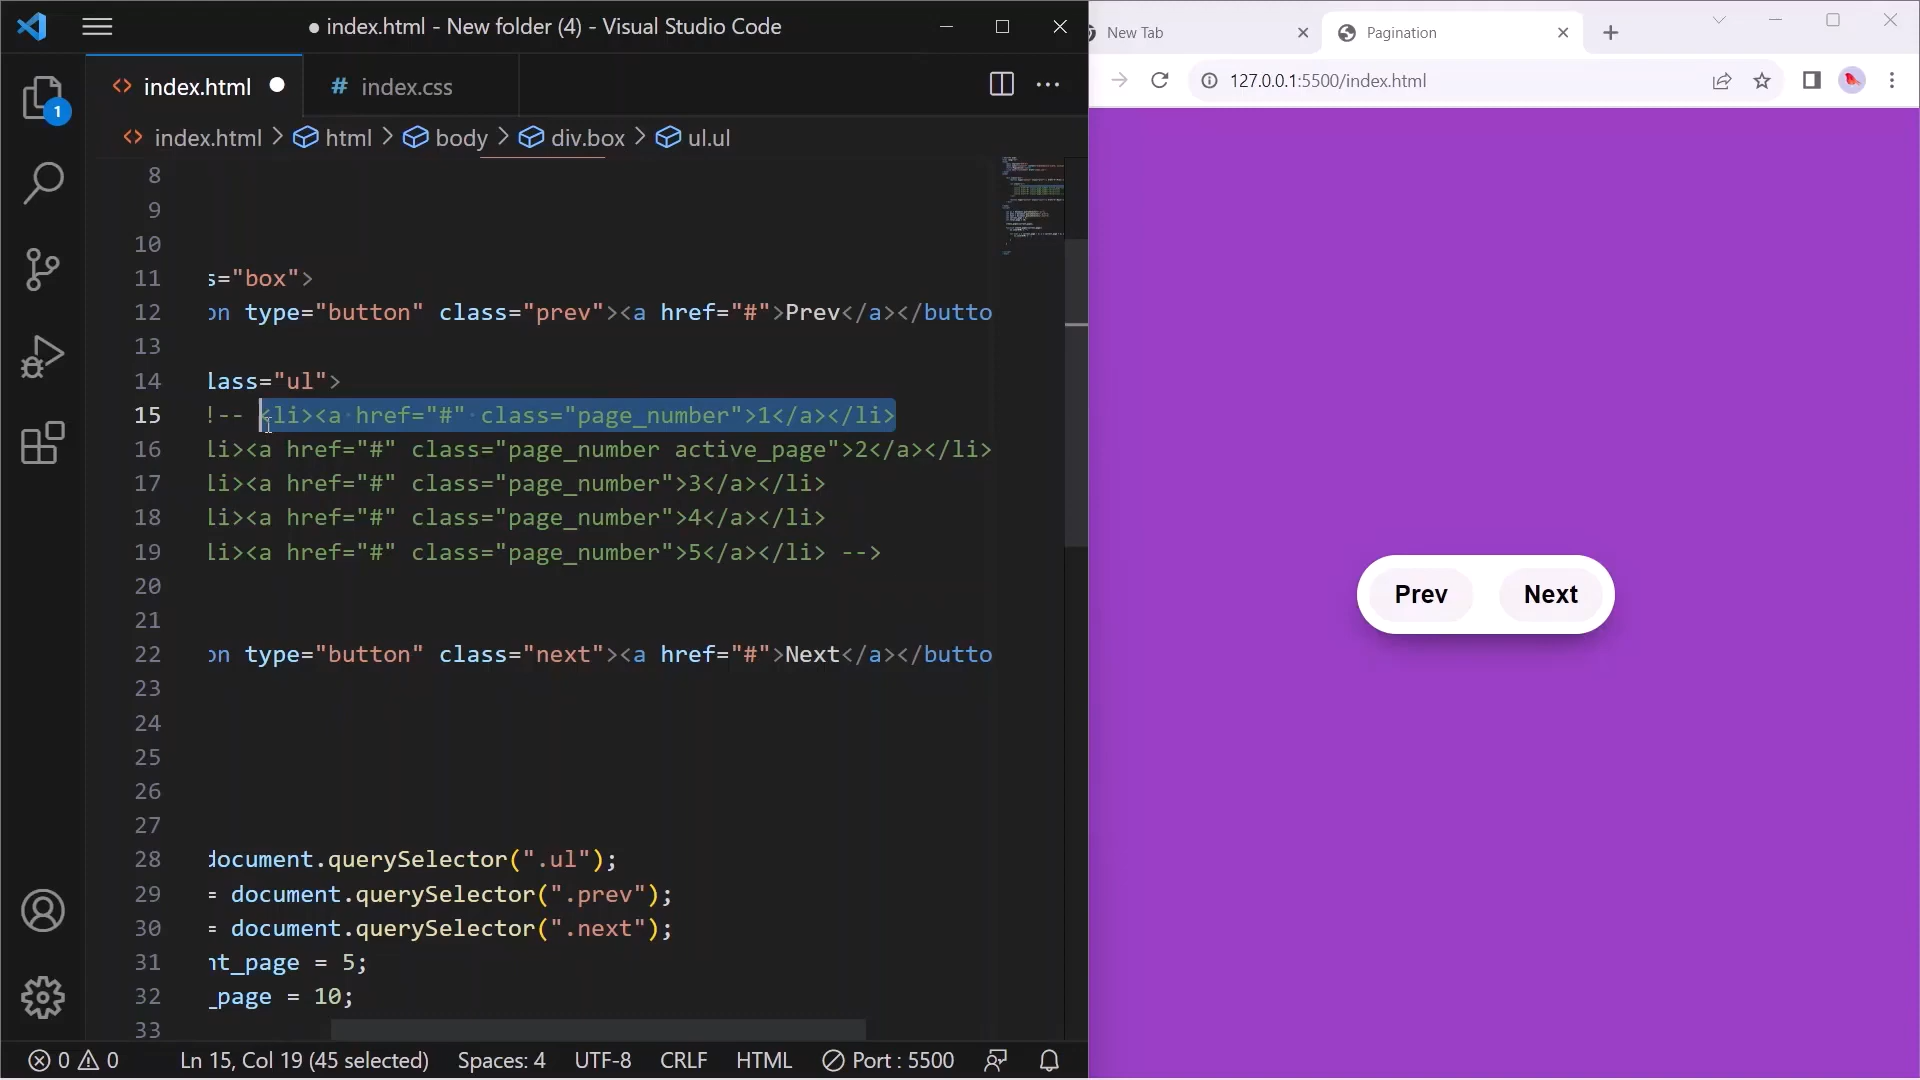 ● index.html - New folder (4) - Visual Studio Code
index.html
# index.css
1
index.html > html > body > div.box > ul.ul
8
9
10
11 s="box">
12 on type="button" class="prev"><a href="#">Prev</a></butto
13
14 lass="ul">
15 !-- <li><a href="#" class="page_number">1</a></li>
16 li><a href="#" class="page_number active_page">2</a></li>
17 li><a href="#" class="page_number">3</a></li>
18 li><a href="#" class="page_number">4</a></li>
19 li><a href="#" class="page_number">5</a></li> -->
20
21
22 on type="button" class="next"><a href="#">Next</a></butto
23
24
25
26
27
28 document.querySelector(".ul");
29 = document.querySelector(".prev");
30 = document.querySelector(".next");
31 nt_page = 5;
32 _page = 10;
33
0 0 Ln 15, Col 19 (45 selected) Spaces: 4 UTF-8 CRLF HTML Port : 5500
New Tab
Pagination
127.0.0.1:5500/index.html
Prev
Next